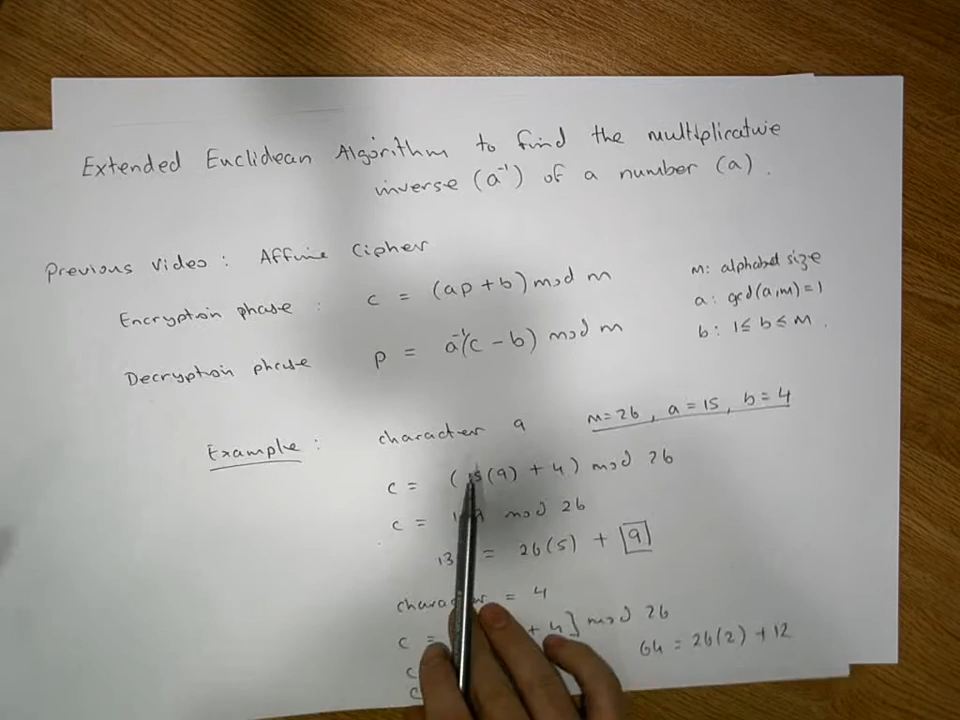 Extended Euclidean Algorithm to find the multiplicative
inverse (a⁻¹) of a number (a).
Previous Video : Affine Cipher
Encryption phase : c = (ap + b) mod m
Decryption phase p = a⁻¹(c - b) mod m
m: alphabet size
a: gcd(a,m)=1
b: 1 ≤ b ≤ m.
Example : character 9 m=26, a=15, b=4
c = (15(9) + 4) mod 26
c = mod 26
13 = 26(5) + 9
character = 4
c = + 4] mod 26
64 = 26(2) + 12
c
c